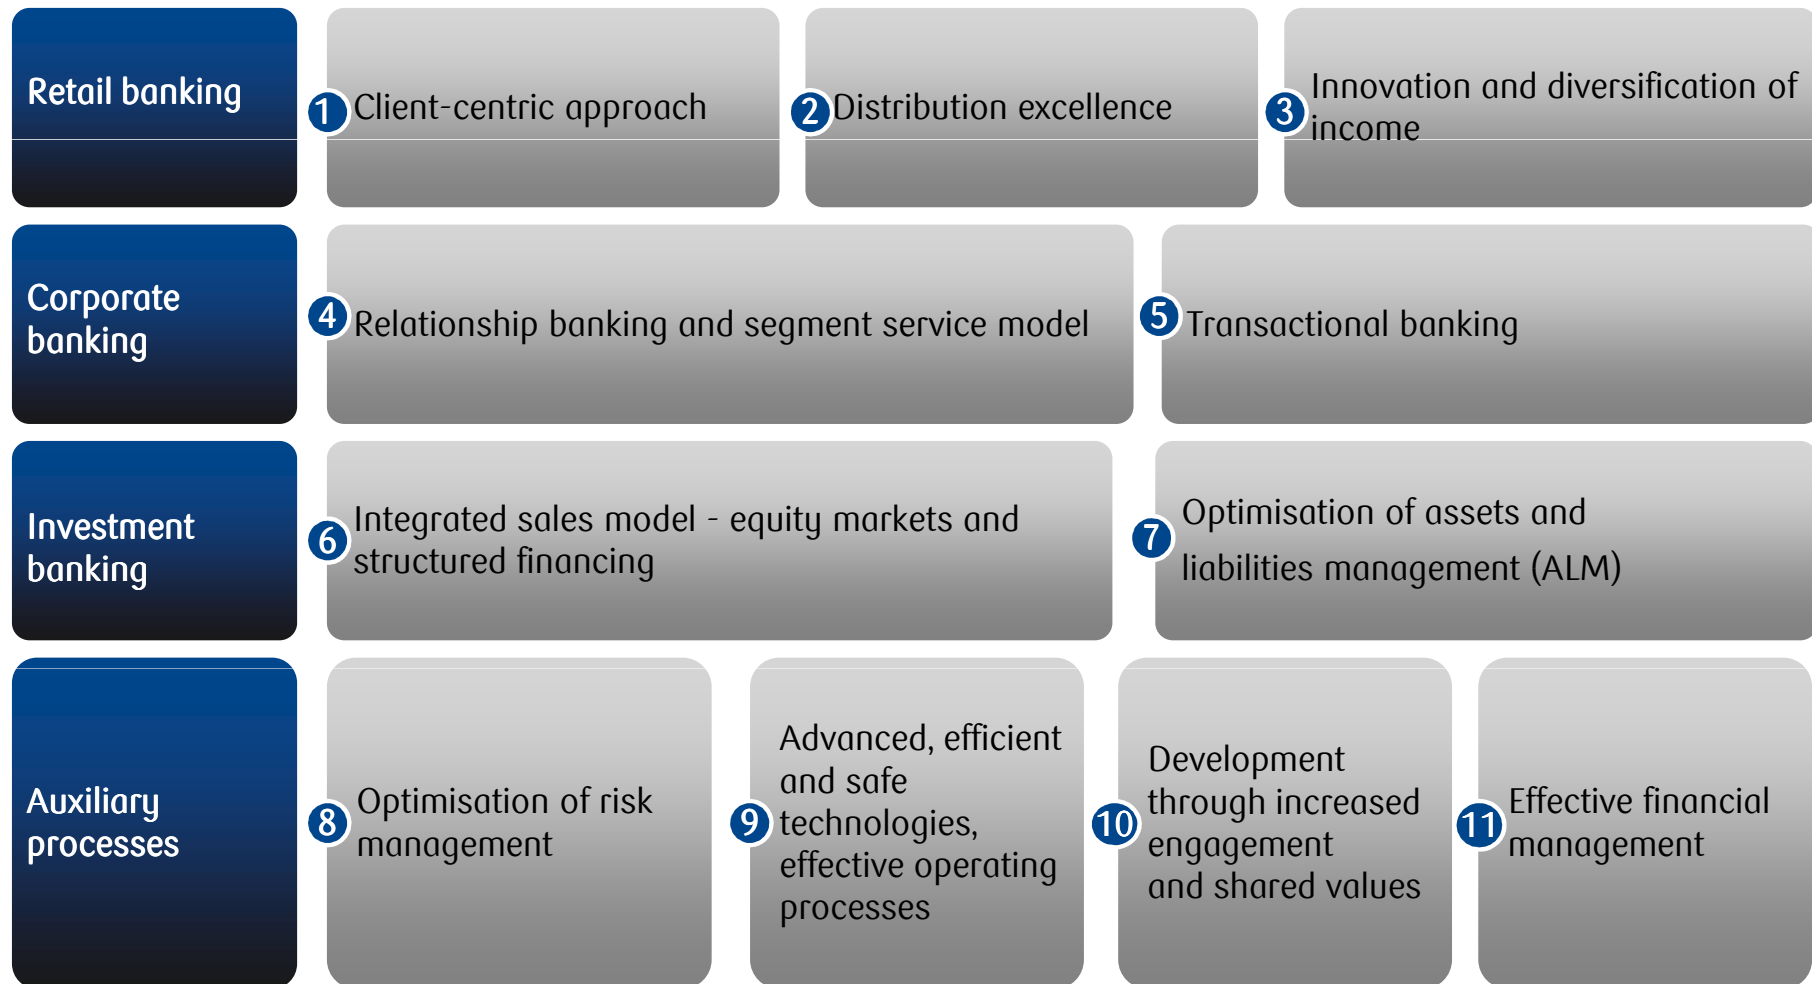 Retail banking
1
Client-centric approach
2
Distribution excellence
3
Innovation and diversification of
income
Corporate
banking
4
Relationship banking and segment service model
5
Transactional banking
Investment
banking
6
Integrated sales model - equity markets and
structured financing
7
Optimisation of assets and
liabilities management (ALM)
Auxiliary
processes
8
Optimisation of risk
management
9
Advanced, efficient
and safe
technologies,
effective operating
processes
10
Development
through increased
engagement
and shared values
11
Effective financial
management